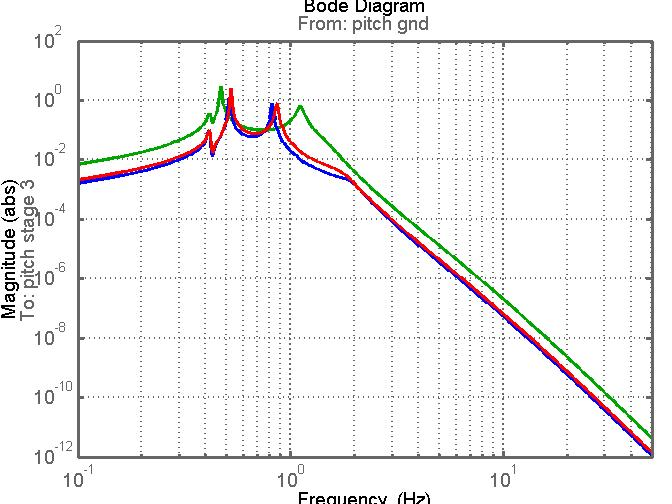 Bode Diagram
From: pitch gnd
Magnitude (abs)
To: pitch stage 3
10^2
10^0
10^-2
10^-4
10^-6
10^-8
10^-10
10^-12
10^-1
10^0
10^1
Frequency (Hz)